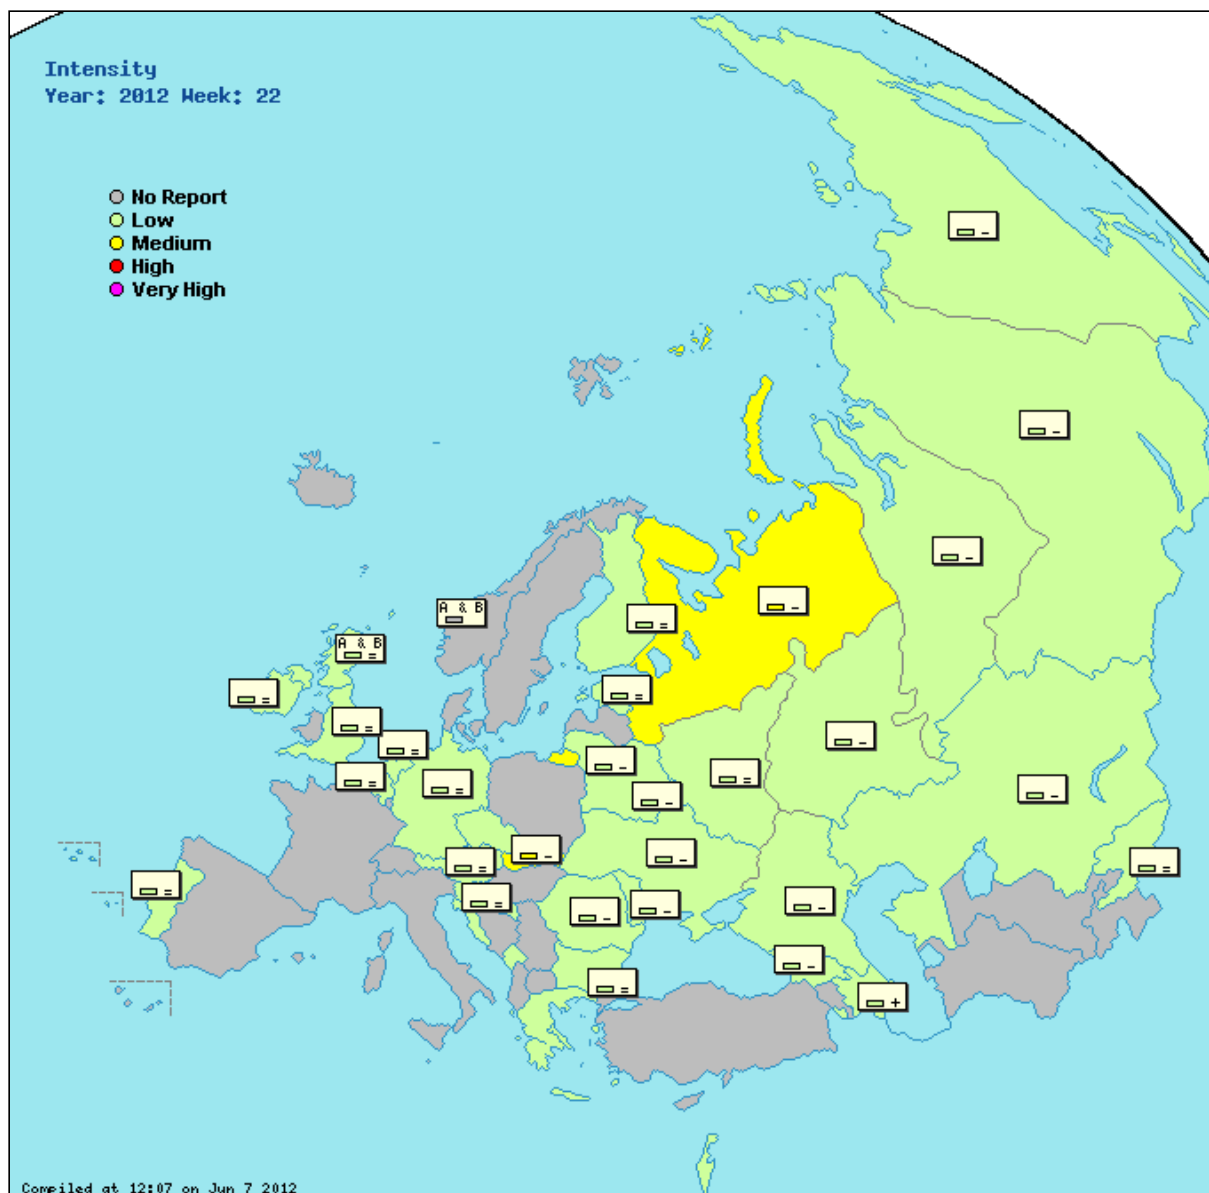 Intensity
Year: 2012 Week: 22
No Report
Low
Medium
High
Very High
-
-
-
-
A & B
=
A & B
=
=
=
=
-
=
-
=
=
=
-
-
-
=
-
=
=
=
-
-
-
-
=
+
Compiled at 12:07 on Jun 7 2012